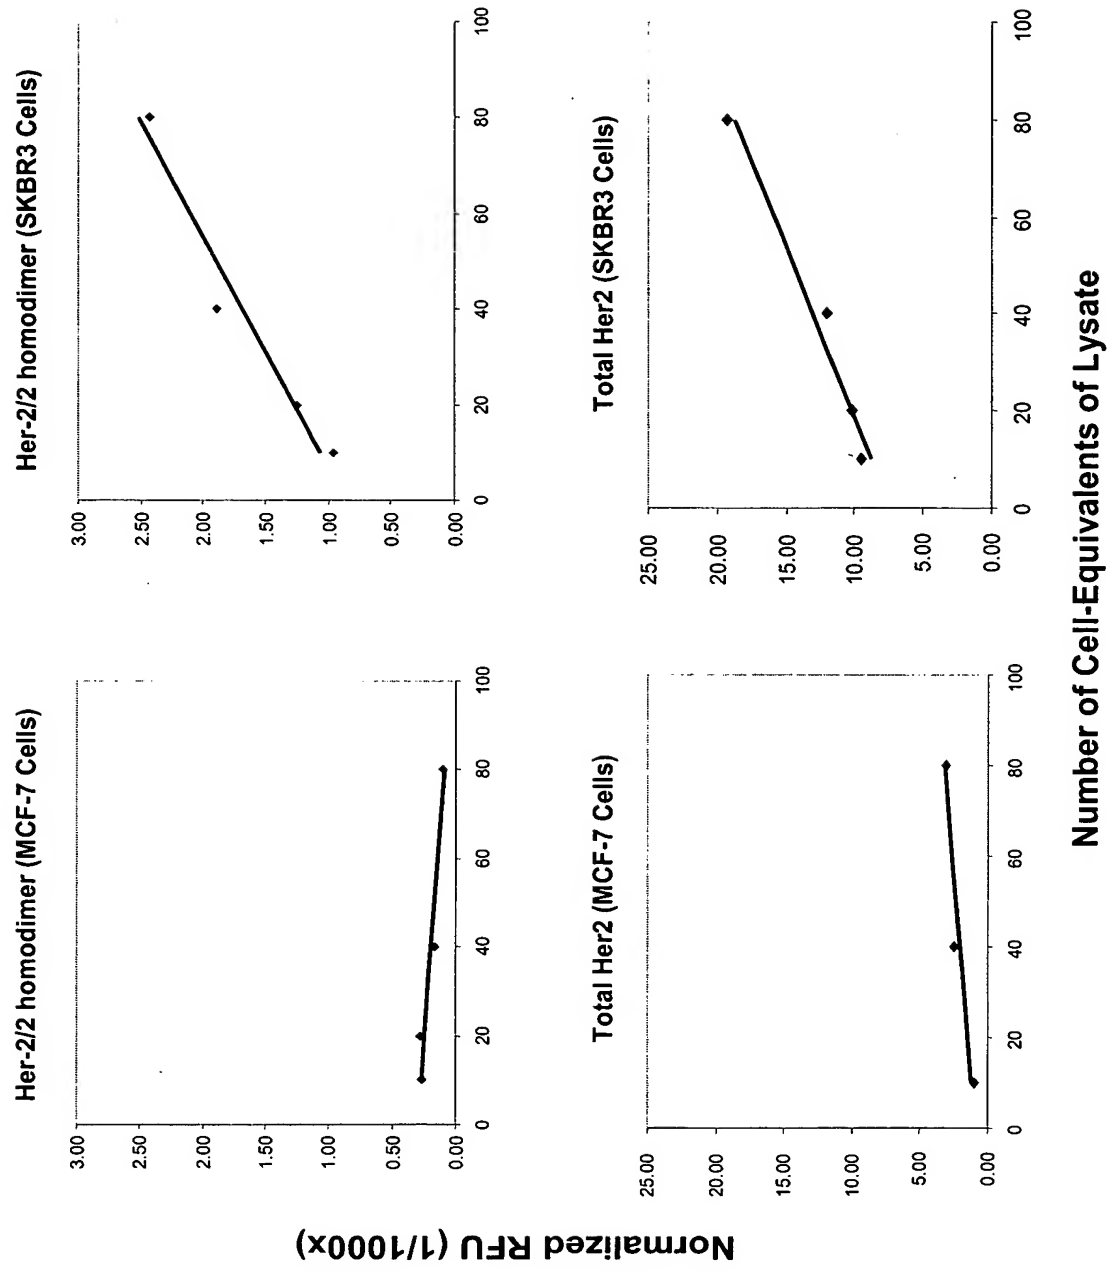 Normalized RFU (1/1000x)
Her-2/2 homodimer (MCF-7 Cells)
3.00
2.50
2.00
1.50
1.00
0.50
0.00
0 20 40 60 80 100
Her-2/2 homodimer (SKBR3 Cells)
3.00
2.50
2.00
1.50
1.00
0.50
0.00
0 20 40 60 80 100
Total Her2 (MCF-7 Cells)
25.00
20.00
15.00
10.00
5.00
0.00
0 20 40 60 80 100
Total Her2 (SKBR3 Cells)
25.00
20.00
15.00
10.00
5.00
0.00
0 20 40 60 80 100
Number of Cell-Equivalents of Lysate